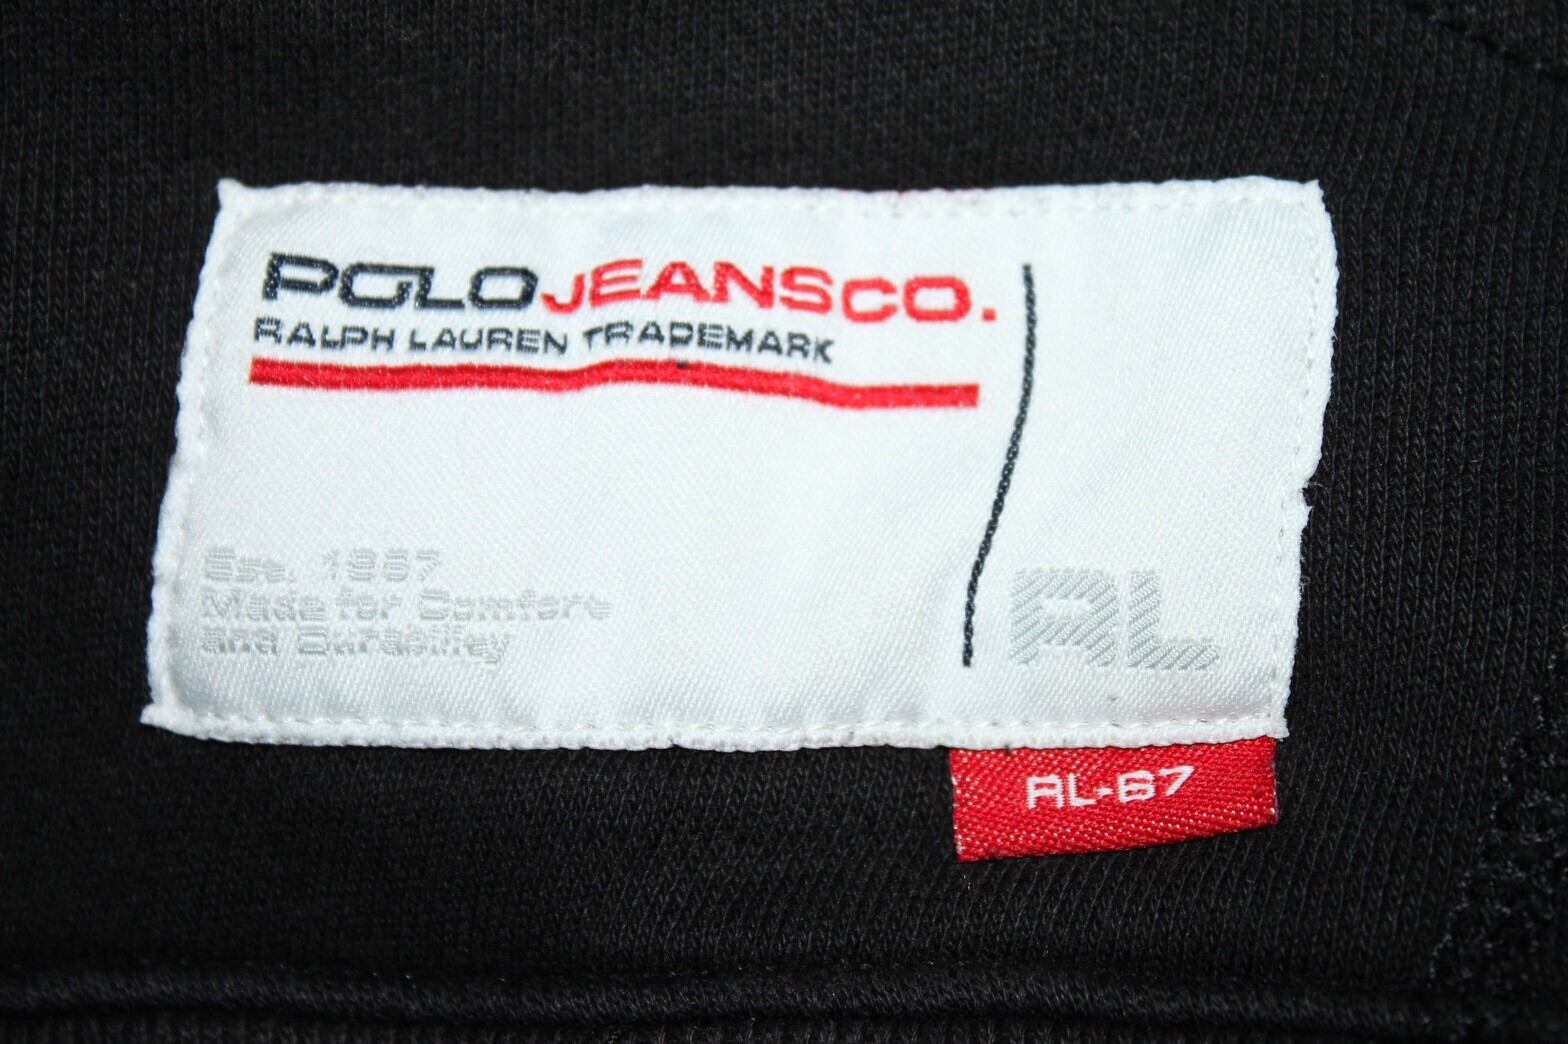 POLO JEANS CO.
RALPH LAUREN TRADEMARK
Est. 1967
Made for Comfort
and Durability
RL
RL-67